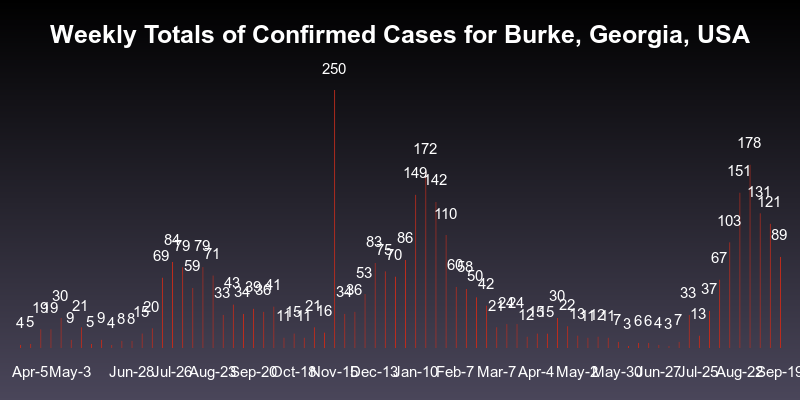 Weekly Totals of Confirmed Cases for Burke, Georgia, USA
4 5 19 19 30 9 21 5 9 4 8 8 15 20 69 84 79 59 79 71 33 43 34 39 36 41 11 15 11 21 16 250 34 36 53 83 75 70 86 149 172 142 110 60 58 50 42 21 24 24 12 15 15 30 22 13 11 12 11 7 3 6 6 4 3 7 33 13 37 67 103 151 178 131 121 89
Apr-5 May-3 Jun-28 Jul-26 Aug-23 Sep-20 Oct-18 Nov-15 Dec-13 Jan-10 Feb-7 Mar-7 Apr-4 May-2 May-30 Jun-27 Jul-25 Aug-22 Sep-19